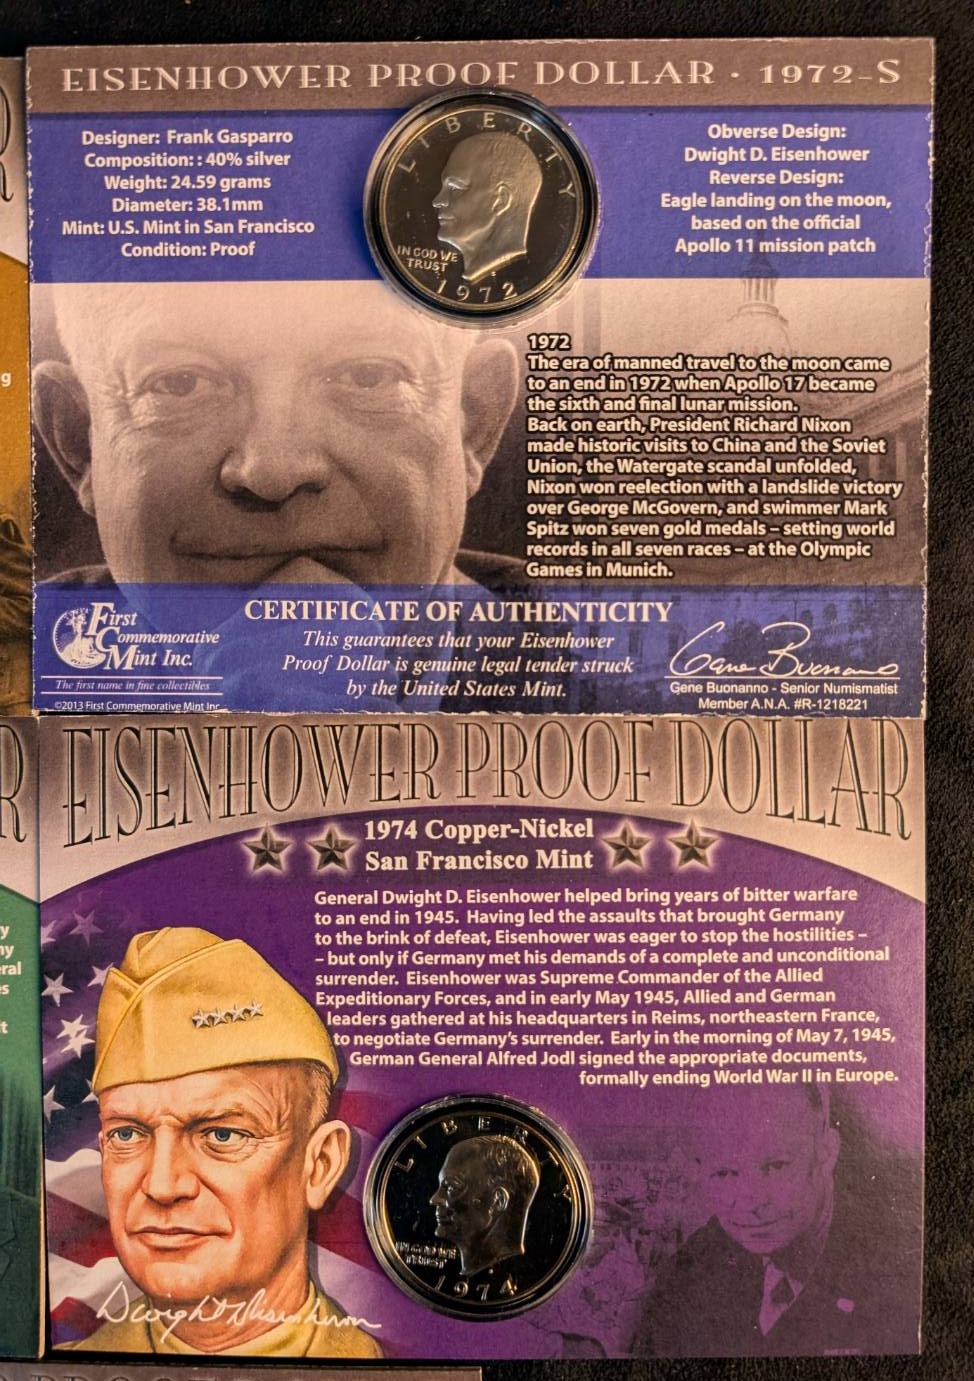 EISENHOWER PROOF DOLLAR · 1972-S
Designer: Frank Gasparro
Composition: : 40% silver
Weight: 24.59 grams
Diameter: 38.1mm
Mint: U.S. Mint in San Francisco
Condition: Proof
LIBERTY
IN GOD WE
TRUST
S
1972
Obverse Design:
Dwight D. Eisenhower
Reverse Design:
Eagle landing on the moon,
based on the official
Apollo 11 mission patch
1972
The era of manned travel to the moon came
to an end in 1972 when Apollo 17 became
the sixth and final lunar mission.
Back on earth, President Richard Nixon
made historic visits to China and the Soviet
Union, the Watergate scandal unfolded,
Nixon won reelection with a landslide victory
over George McGovern, and swimmer Mark
Spitz won seven gold medals – setting world
records in all seven races – at the Olympic
Games in Munich.
First
Commemorative
Mint Inc.
The first name in fine collectibles
©2013 First Commemorative Mint Inc
CERTIFICATE OF AUTHENTICITY
This guarantees that your Eisenhower
Proof Dollar is genuine legal tender struck
by the United States Mint.
Gene Buonanno
Gene Buonanno - Senior Numismatist
Member A.N.A. #R-1218221
EISENHOWER PROOF DOLLAR
1974 Copper-Nickel
San Francisco Mint
General Dwight D. Eisenhower helped bring years of bitter warfare
to an end in 1945. Having led the assaults that brought Germany
to the brink of defeat, Eisenhower was eager to stop the hostilities –
– but only if Germany met his demands of a complete and unconditional
surrender. Eisenhower was Supreme Commander of the Allied
Expeditionary Forces, and in early May 1945, Allied and German
leaders gathered at his headquarters in Reims, northeastern France,
to negotiate Germany's surrender. Early in the morning of May 7, 1945,
German General Alfred Jodl signed the appropriate documents,
formally ending World War II in Europe.
LIBERTY
IN GOD WE
TRUST
1974
Dwight D Eisenhower